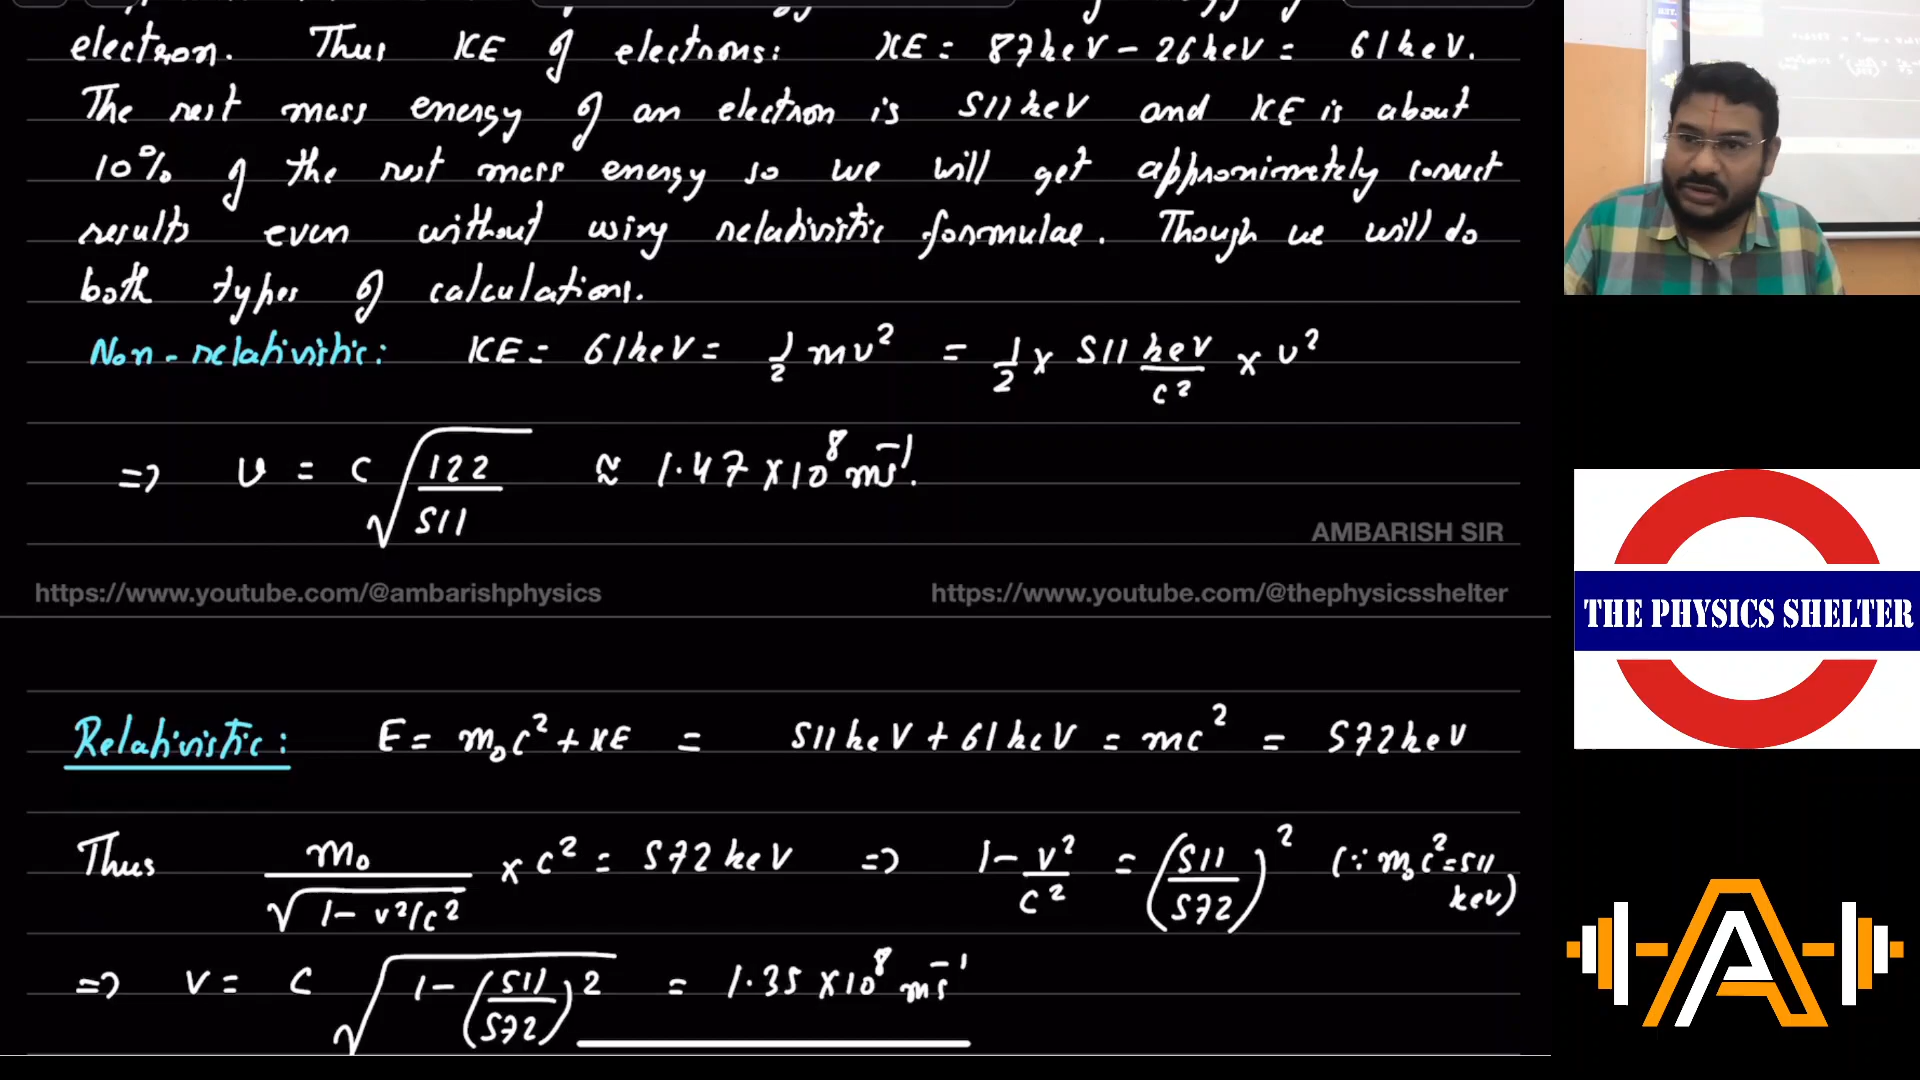 electron. Thus KE of electrons: KE = 87keV - 26keV = 61keV.
The rest mass energy of an electron is 511keV and KE is about
10% of the rest mass energy so we will get approximately correct
results even without using relativistic formulae. Though we will do
both types of calculations.
Non-relativistic: KE = 61keV = 1/2 mv² = 1/2 × 511 keV/c² × v²
=> v = c √(122/511) ≈ 1.47 × 10⁸ ms⁻¹.
AMBARISH SIR
https://www.youtube.com/@ambarishphysics https://www.youtube.com/@thephysicsshelter
THE PHYSICS SHELTER
Relativistic: E = m₀c² + KE = 511keV + 61keV = mc² = 572keV
Thus m₀/√(1 - v²/c²) × c² = 572keV => 1 - v²/c² = (511/572)² (∵ m₀c² = 511 keV)
=> v = c √(1 - (511/572)²) = 1.35 × 10⁸ ms⁻¹